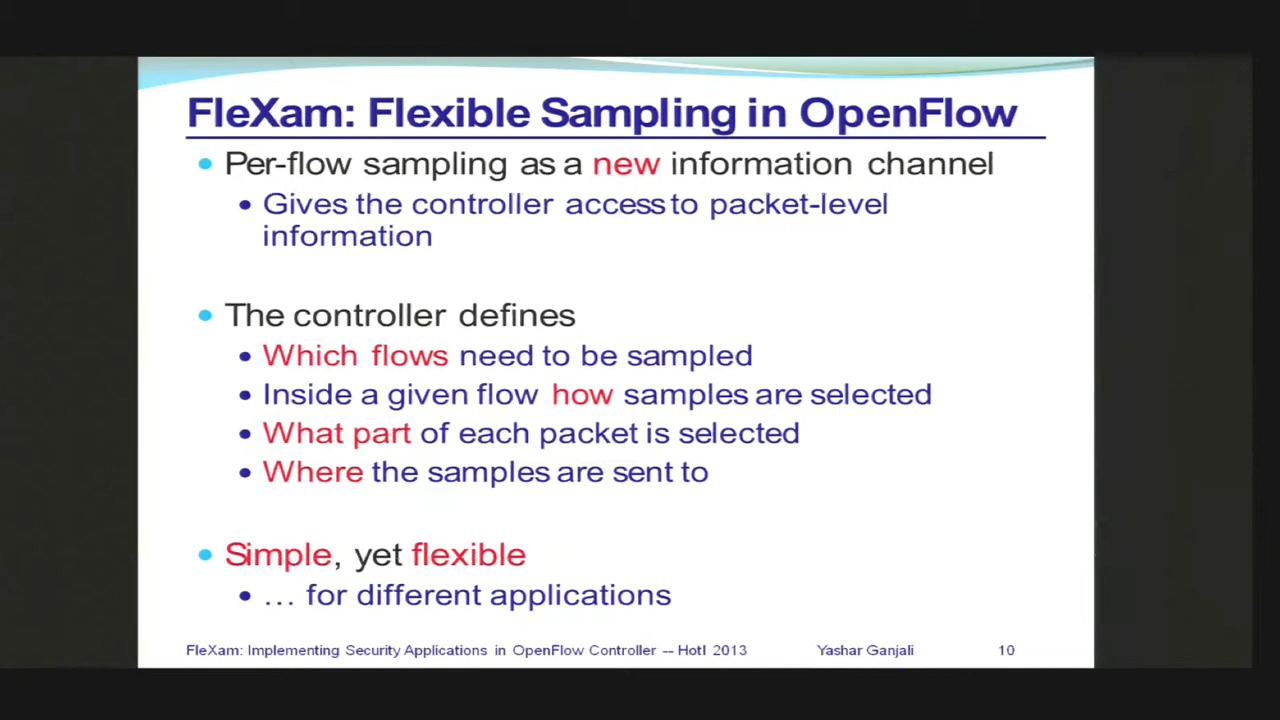 FleXam: Flexible Sampling in OpenFlow
Per-flow sampling as a new information channel
Gives the controller access to packet-level
information
The controller defines
Which flows need to be sampled
Inside a given flow how samples are selected
What part of each packet is selected
Where the samples are sent to
Simple, yet flexible
… for different applications
FleXam: Implementing Security Applications in OpenFlow Controller -- HotI 2013 Yashar Ganjali 10